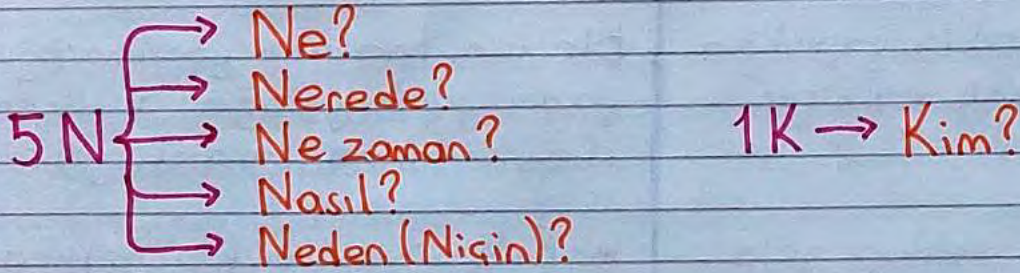 Ne?
Nerede?
5N Ne zaman? 1K → Kim?
Nasıl?
Neden (Niçin)?